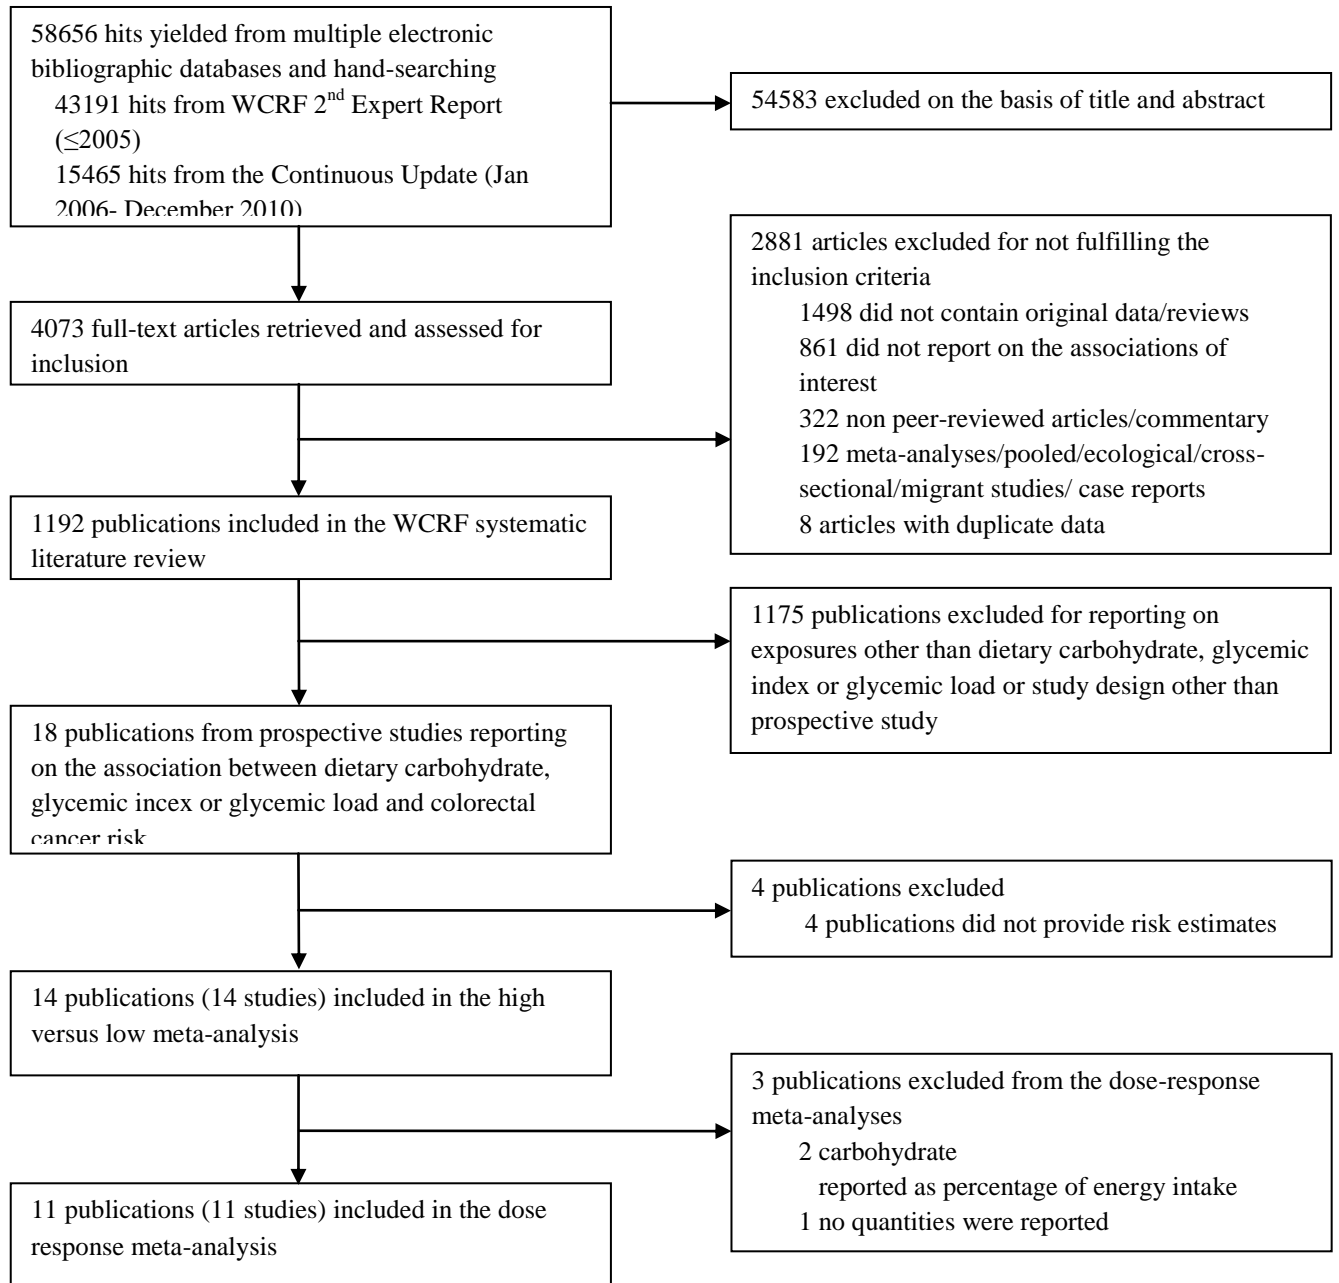 58656 hits yielded from multiple electronic
bibliographic databases and hand-searching
43191 hits from WCRF 2nd Expert Report
(≤2005)
15465 hits from the Continuous Update (Jan
2006- December 2010)
54583 excluded on the basis of title and abstract
4073 full-text articles retrieved and assessed for
inclusion
2881 articles excluded for not fulfilling the
inclusion criteria
1498 did not contain original data/reviews
861 did not report on the associations of
interest
322 non peer-reviewed articles/commentary
192 meta-analyses/pooled/ecological/cross-
sectional/migrant studies/ case reports
8 articles with duplicate data
1192 publications included in the WCRF systematic
literature review
1175 publications excluded for reporting on
exposures other than dietary carbohydrate, glycemic
index or glycemic load or study design other than
prospective study
18 publications from prospective studies reporting
on the association between dietary carbohydrate,
glycemic incex or glycemic load and colorectal
cancer risk
4 publications excluded
4 publications did not provide risk estimates
14 publications (14 studies) included in the high
versus low meta-analysis
3 publications excluded from the dose-response
meta-analyses
2 carbohydrate
reported as percentage of energy intake
1 no quantities were reported
11 publications (11 studies) included in the dose
response meta-analysis